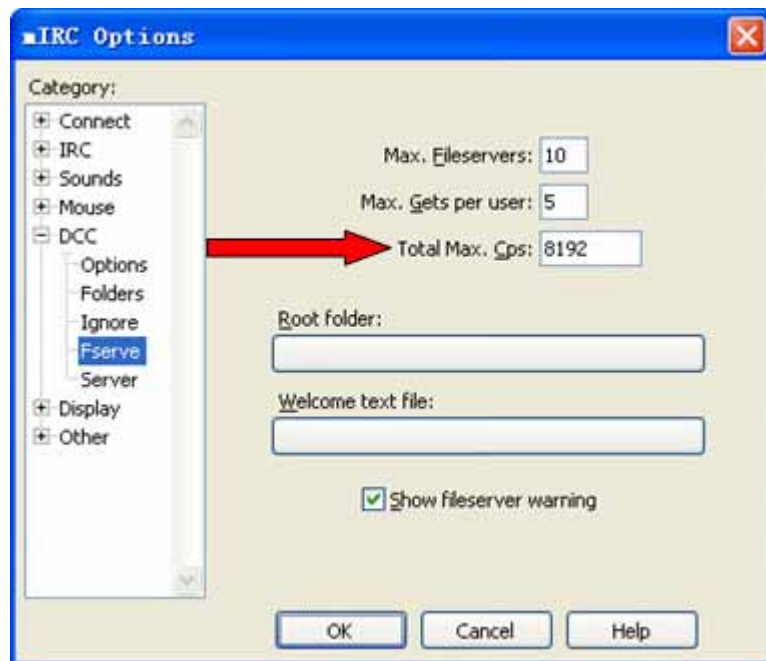 mIRC Options
Category:
Connect
IRC
Sounds
Mouse
DCC
Options
Folders
Ignore
Fserve
Server
Display
Other
Max. Fileservers: 10
Max. Gets per user: 5
Total Max. Cps: 8192
Root folder:
Welcome text file:
Show fileserver warning
OK Cancel Help